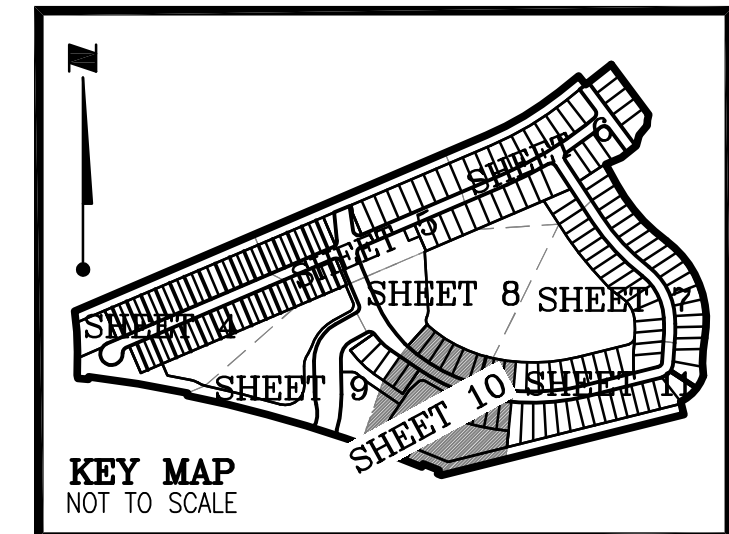 N
SHEET 6
SHEET 5
SHEET 8
SHEET 7
SHEET 4
SHEET 9
SHEET 10
SHEET 11
KEY MAP
NOT TO SCALE